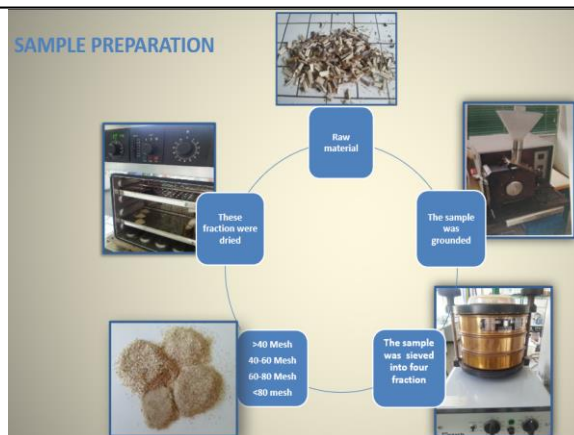 SAMPLE PREPARATION
Raw
material
The sample
was
grounded
The sample
was sieved
into four
fraction
>40 Mesh
40-60 Mesh
60-80 Mesh
<80 mesh
These
fraction were
dried